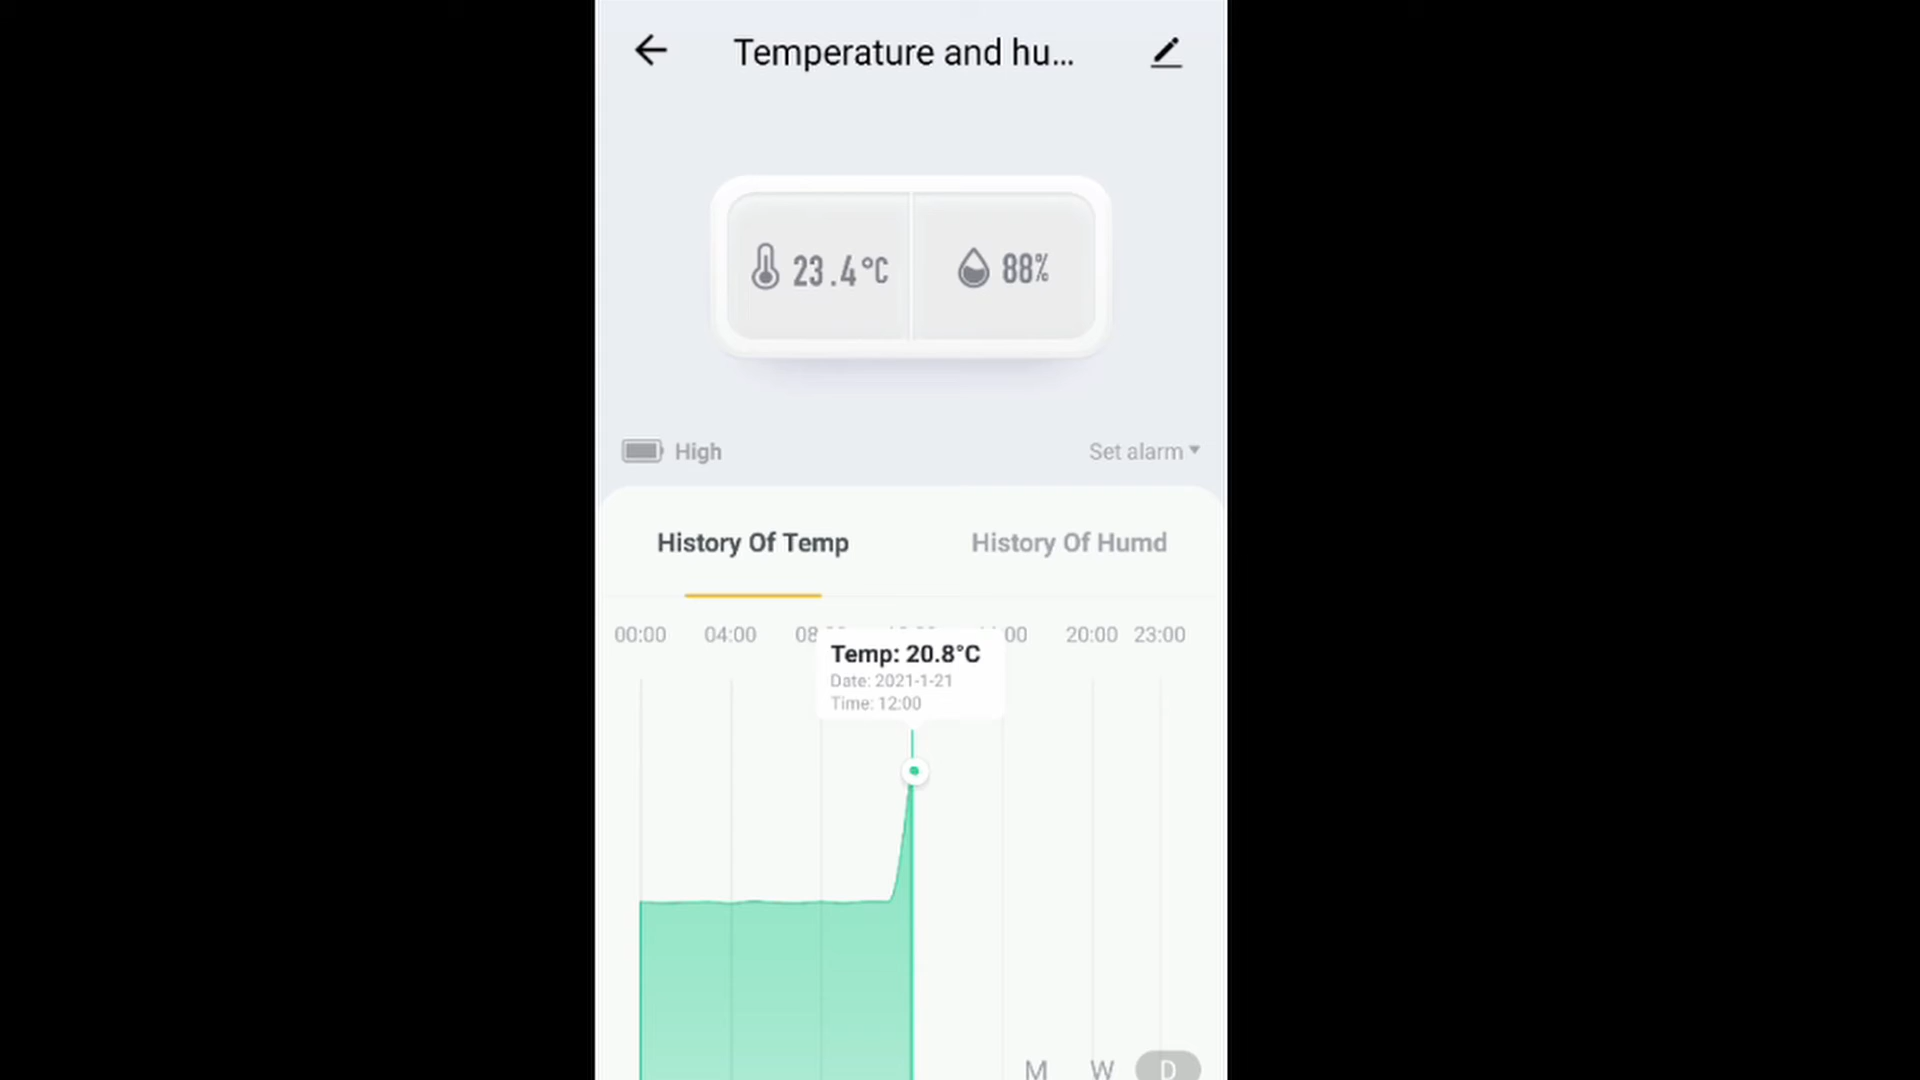 Temperature and hu...
23.4°C
88%
High
Set alarm
History Of Temp
History Of Humd
00:00 04:00 20:00 23:00
Temp: 20.8°C
Date: 2021-1-21
Time: 12:00
M W D